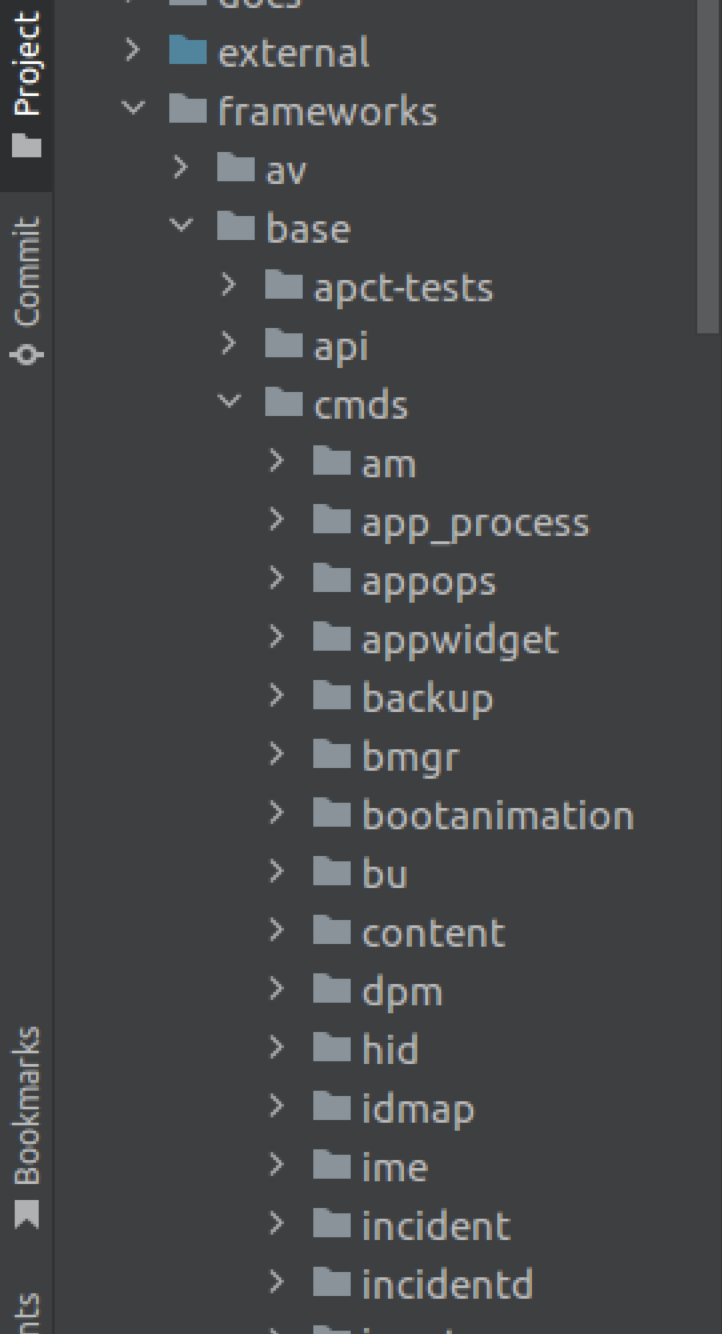 docs
external
frameworks
av
base
apct-tests
api
cmds
am
app_process
appops
appwidget
backup
bmgr
bootanimation
bu
content
dpm
hid
idmap
ime
incident
incidentd
Project
Commit
Bookmarks